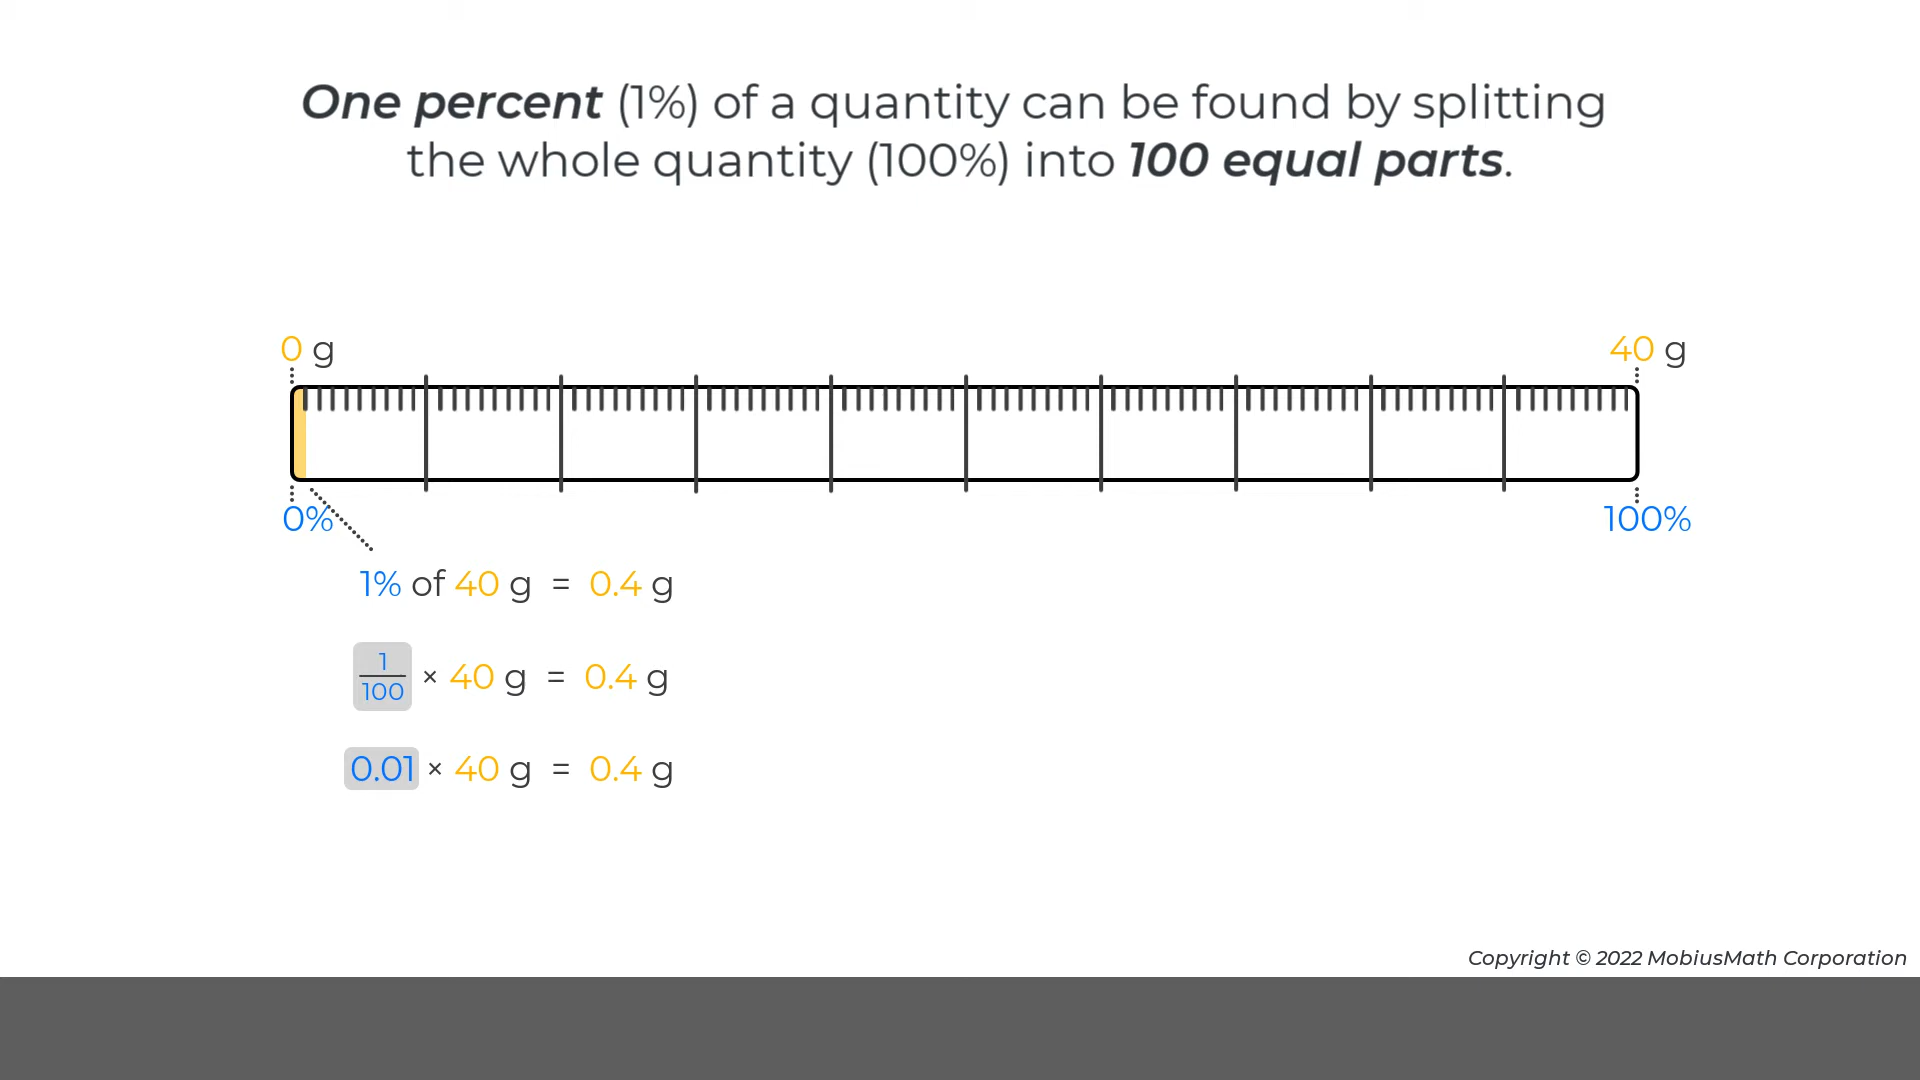 One percent (1%) of a quantity can be found by splitting
the whole quantity (100%) into 100 equal parts.
0 g
40 g
0%
100%
1% of 40 g = 0.4 g
1/100 × 40 g = 0.4 g
0.01 × 40 g = 0.4 g
Copyright © 2022 MobiusMath Corporation